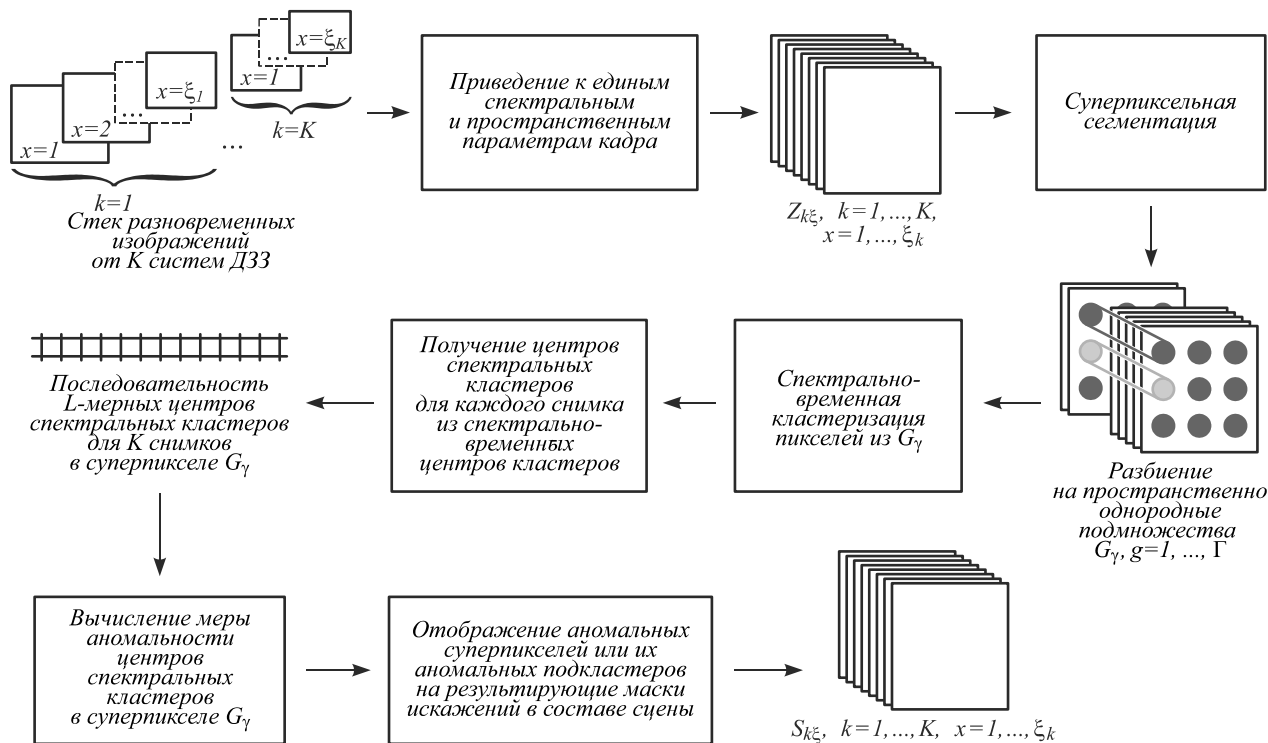 x=1
x=2
...
x=ξ1
k=1
...
x=1
...
x=ξK
k=K
Стек разновременных
изображений
от K систем ДЗЗ
Приведение к единым
спектральным
и пространственным
параметрам кадра
Zkξ, k=1,...,K,
x=1,...,ξk
Суперпиксельная
сегментация
Разбиение
на пространственно
однородные
подмножества
Gγ, g=1, ..., Γ
Спектрально-
временная
кластеризация
пикселей из Gγ
Получение центров
спектральных
кластеров
для каждого снимка
из спектрально-
временных
центров кластеров
Последовательность
L-мерных центров
спектральных кластеров
для K снимков
в суперпикселе Gγ
Вычисление меры
аномальности
центров
спектральных
кластеров
в суперпикселе Gγ
Отображение аномальных
суперпикселей или их
аномальных подкластеров
на результирующие маски
искажений в составе сцены
Skξ, k=1,...,K, x=1,...,ξk